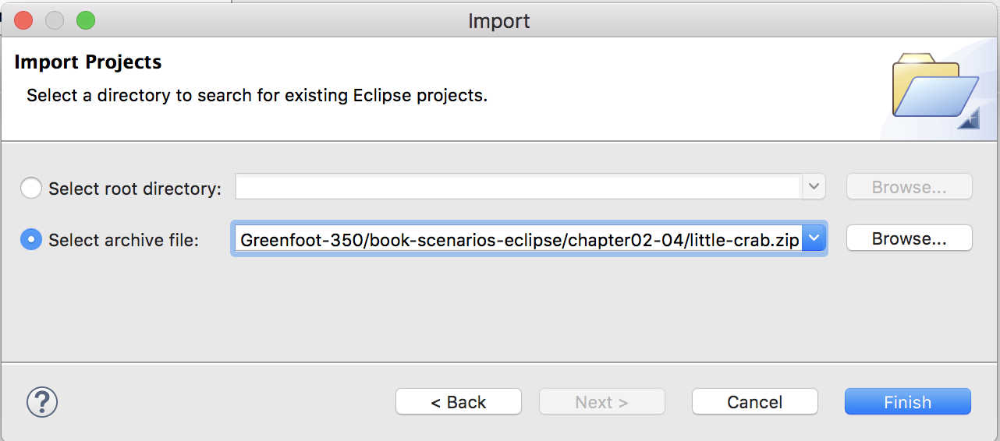 Import
Import Projects
Select a directory to search for existing Eclipse projects.
Select root directory:
Browse...
Select archive file:
Greenfoot-350/book-scenarios-eclipse/chapter02-04/little-crab.zip
Browse...
?
< Back
Next >
Cancel
Finish